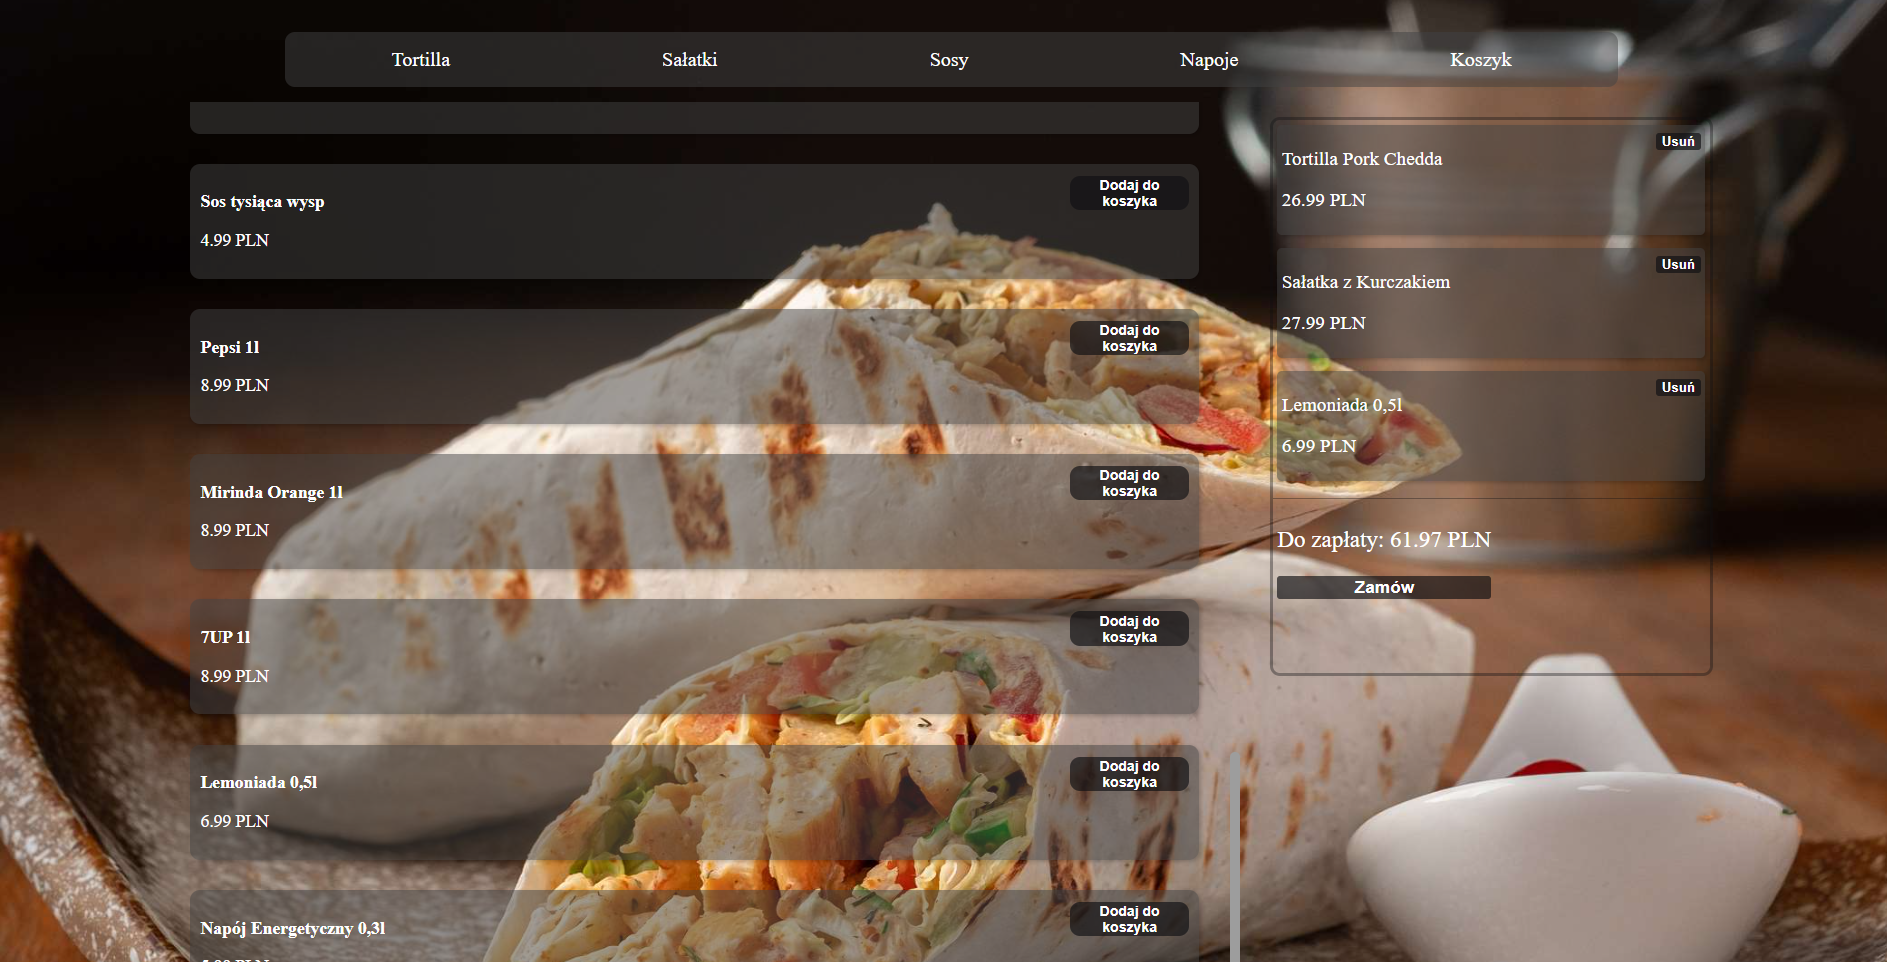 Tortilla
Sałatki
Sosy
Napoje
Koszyk
Sos tysiąca wysp
4.99 PLN
Dodaj do
koszyka
Pepsi 1l
8.99 PLN
Dodaj do
koszyka
Mirinda Orange 1l
8.99 PLN
Dodaj do
koszyka
7UP 1l
8.99 PLN
Dodaj do
koszyka
Lemoniada 0,5l
6.99 PLN
Dodaj do
koszyka
Napój Energetyczny 0,3l
Dodaj do
koszyka
Usuń
Tortilla Pork Chedda
26.99 PLN
Usuń
Sałatka z Kurczakiem
27.99 PLN
Usuń
Lemoniada 0,5l
6.99 PLN
Do zapłaty: 61.97 PLN
Zamów